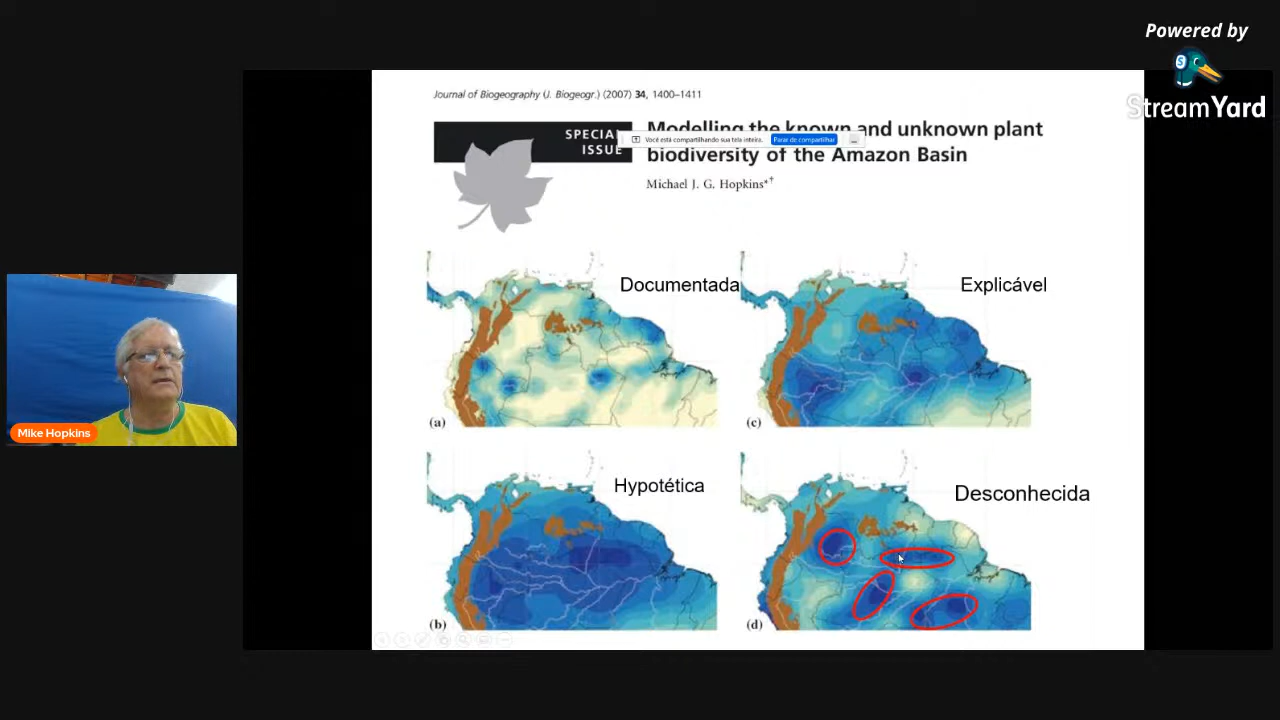 Powered by
StreamYard
Journal of Biogeography (J. Biogeogr.) (2007) 34, 1400–1411
SPECIAL
ISSUE
Modelling the known and unknown plant
biodiversity of the Amazon Basin
Você está compartilhando sua tela inteira.
Parar de compartilhar
Michael J. G. Hopkins*†
Documentada
Explicável
(a)
(c)
Mike Hopkins
Hypotética
Desconhecida
(b)
(d)